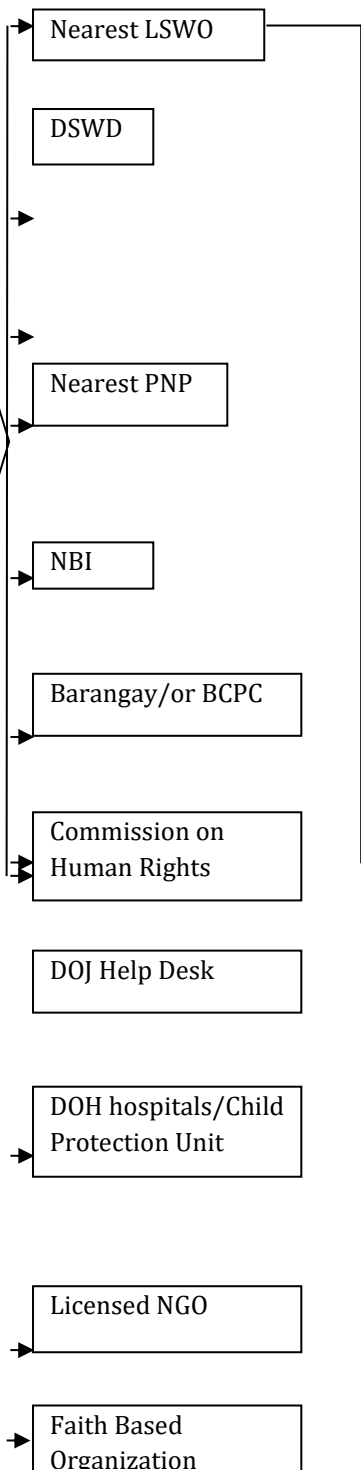 Nearest LSWO
DSWD
Nearest PNP
NBI
Barangay/or BCPC
Commission on
Human Rights
DOJ Help Desk
DOH hospitals/Child
Protection Unit
Licensed NGO
Faith Based
Organization